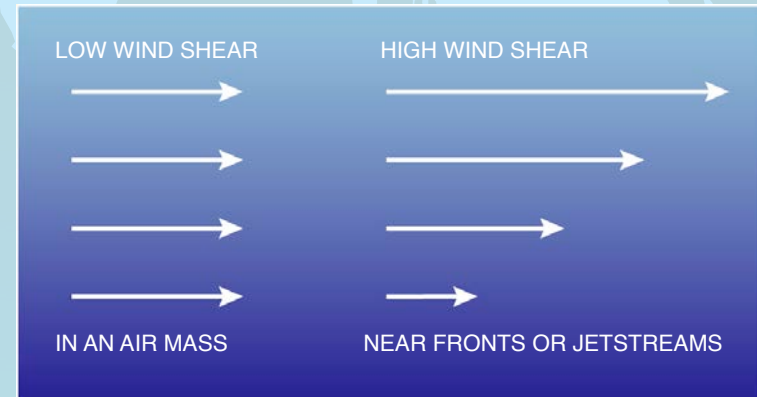 LOW WIND SHEAR
HIGH WIND SHEAR
IN AN AIR MASS
NEAR FRONTS OR JETSTREAMS